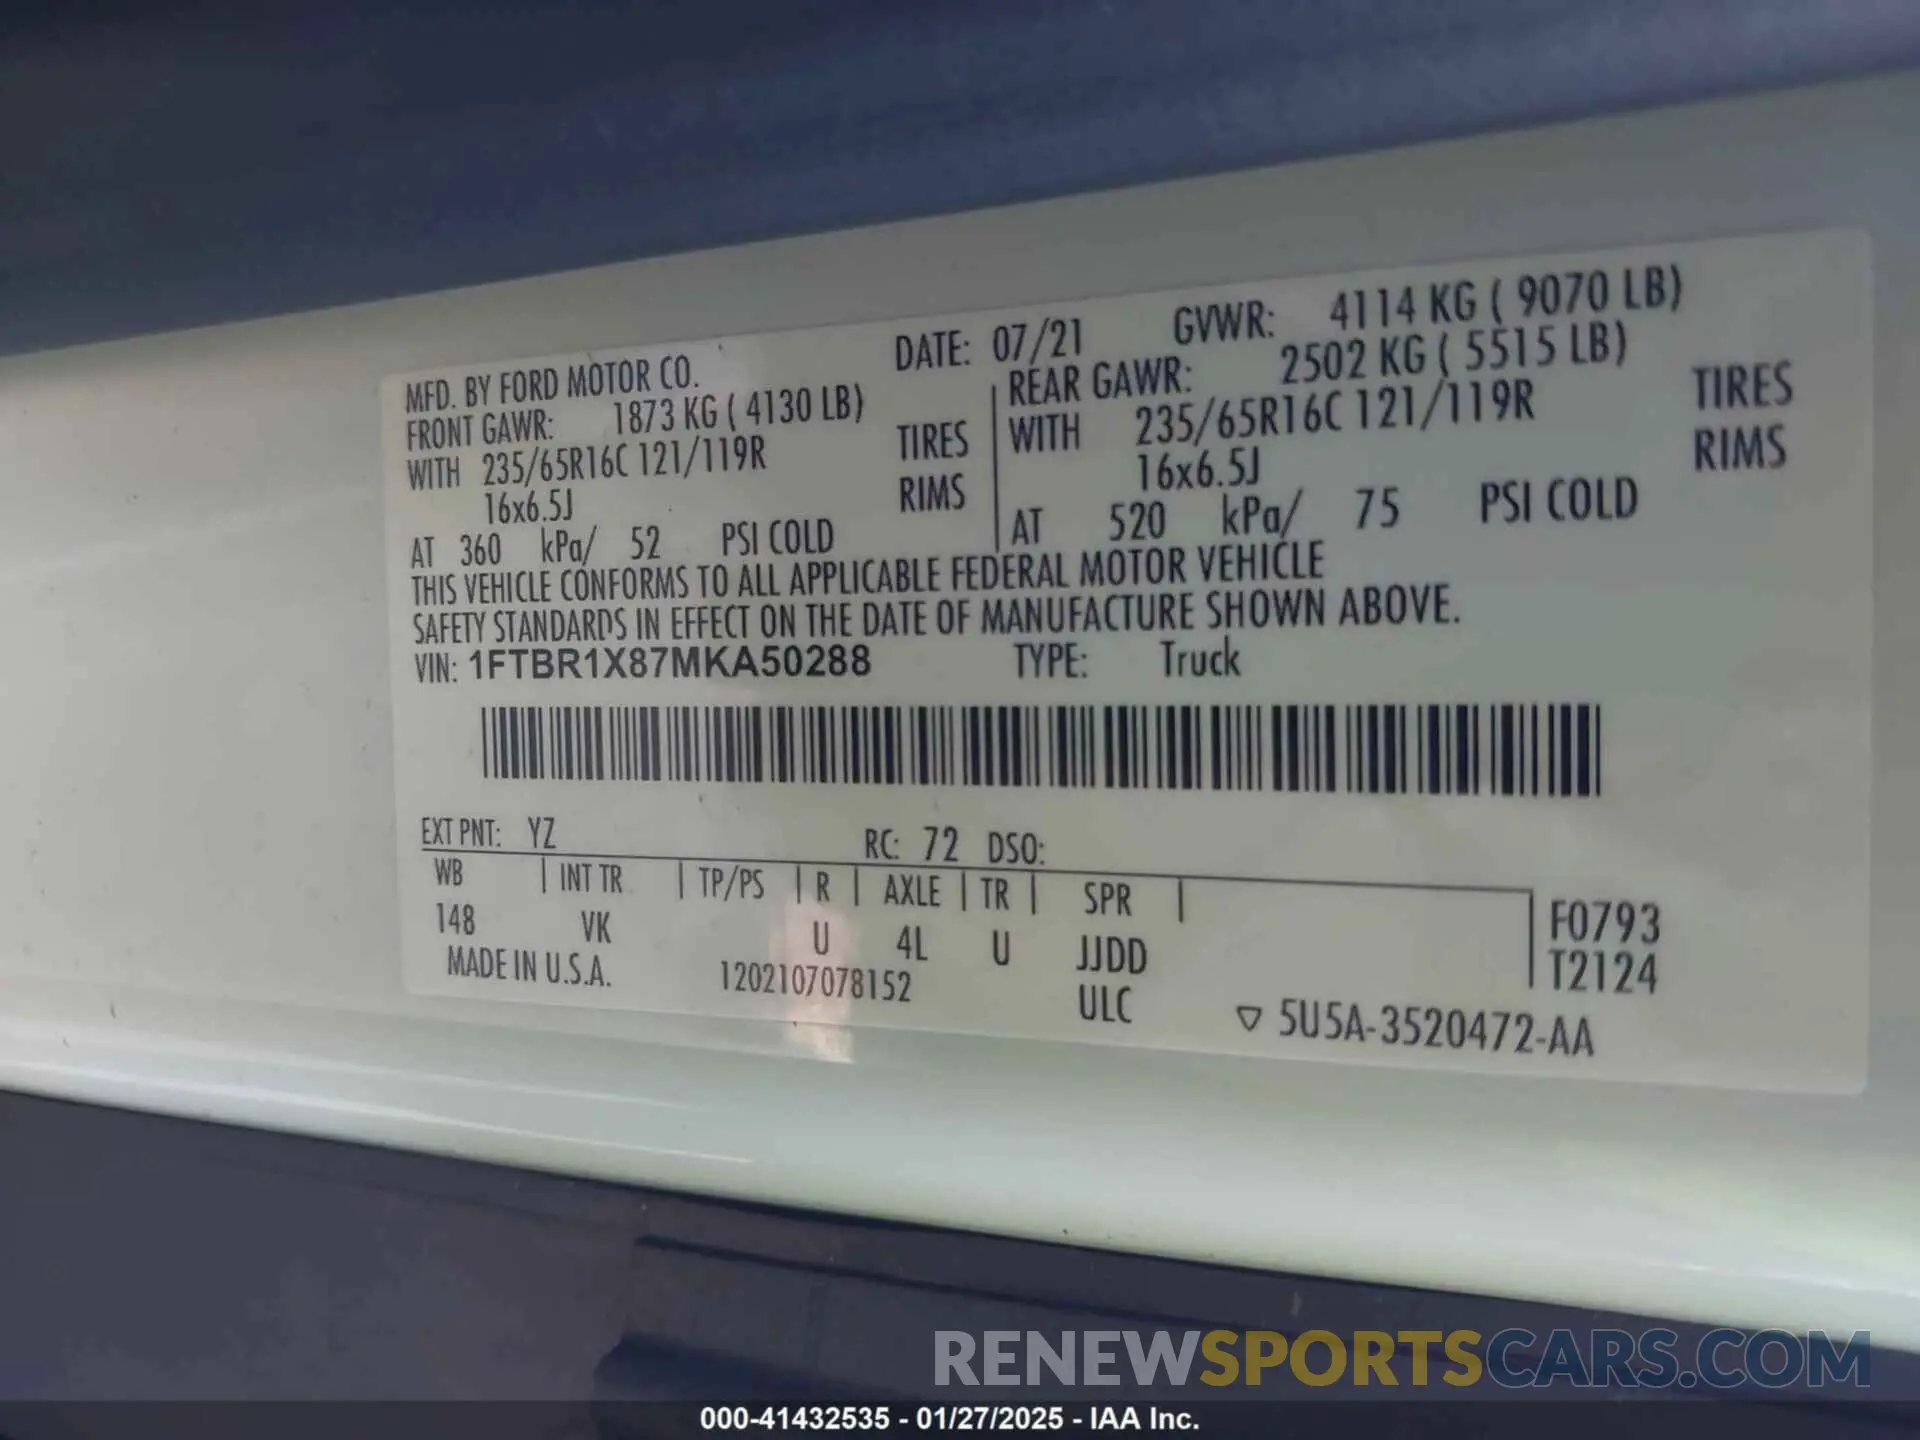 MFD. BY FORD MOTOR CO. DATE: 07/21 GVWR: 4114 KG ( 9070 LB)
FRONT GAWR: 1873 KG ( 4130 LB) REAR GAWR: 2502 KG ( 5515 LB)
WITH 235/65R16C 121/119R TIRES WITH 235/65R16C 121/119R TIRES
16x6.5J RIMS 16x6.5J RIMS
AT 360 kPa/ 52 PSI COLD AT 520 kPa/ 75 PSI COLD
THIS VEHICLE CONFORMS TO ALL APPLICABLE FEDERAL MOTOR VEHICLE
SAFETY STANDARDS IN EFFECT ON THE DATE OF MANUFACTURE SHOWN ABOVE.
VIN: 1FTBR1X87MKA50288 TYPE: Truck
EXT PNT: YZ RC: 72 DSO:
WB | INT TR | TP/PS | R | AXLE | TR | SPR |
148 VK U 4L U JJDD F0793
MADE IN U.S.A. 1202107078152 ULC T2124
▽ 5U5A-3520472-AA
RENEWSPORTSCARS.COM
000-41432535 - 01/27/2025 - IAA Inc.